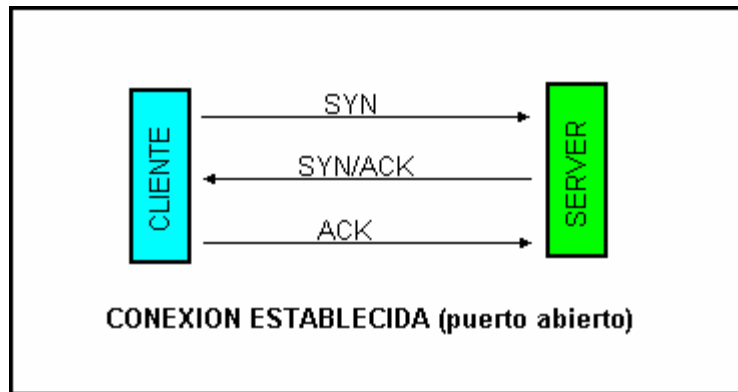 CLIENTE
SYN
SYN/ACK
ACK
SERVER
CONEXION ESTABLECIDA (puerto abierto)